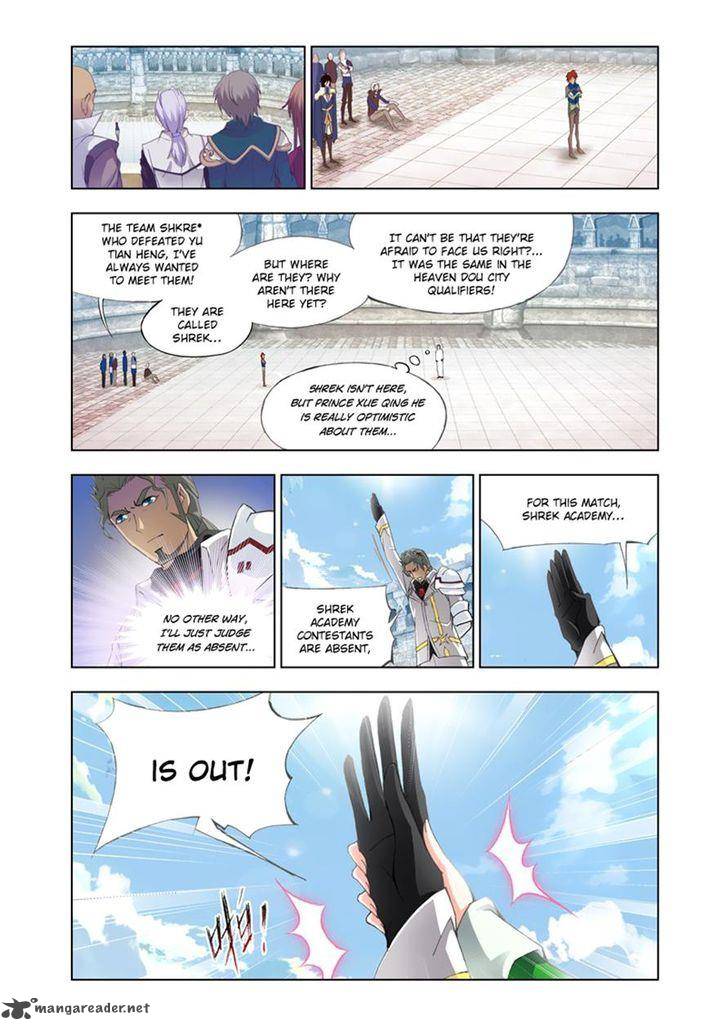 THE TEAM SHKRE*
WHO DEFEATED YU
TIAN HENG, I'VE
ALWAYS WANTED
TO MEET THEM!
THEY ARE
CALLED
SHREK...
BUT WHERE
ARE THEY? WHY
AREN'T THERE
HERE YET?
IT CAN'T BE THAT THEY'RE
AFRAID TO FACE US RIGHT?...
IT WAS THE SAME IN THE
HEAVEN DOU CITY
QUALIFIERS!
SHREK ISN'T HERE,
BUT PRINCE XUE QING HE
IS REALLY OPTIMISTIC
ABOUT THEM...
NO OTHER WAY,
I'LL JUST JUDGE
THEM AS ABSENT...
SHREK
ACADEMY
CONTESTANTS
ARE ABSENT,
FOR THIS MATCH,
SHREK ACADEMY...
IS OUT!
mangareader.net